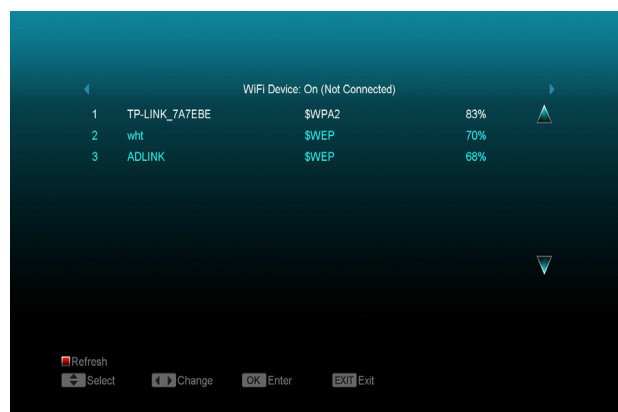 WiFi Device: On (Not Connected)
1 TP-LINK_7A7EBE $WPA2 83%
2 wht $WEP 70%
3 ADLINK $WEP 68%
Refresh
Select Change OK Enter EXIT Exit